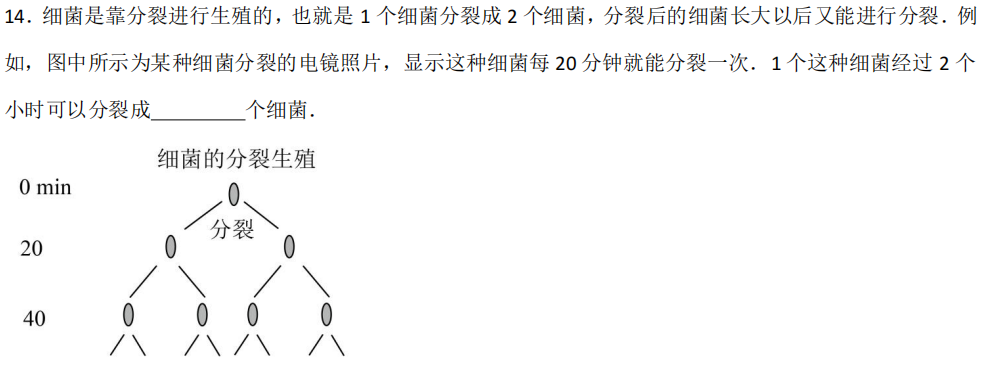 14．细菌是靠分裂进行生殖的，也就是 1 个细菌分裂成 2 个细菌，分裂后的细菌长大以后又能进行分裂．例
如，图中所示为某种细菌分裂的电镜照片，显示这种细菌每 20 分钟就能分裂一次．1 个这种细菌经过 2 个
小时可以分裂成________个细菌．
细菌的分裂生殖
0 min
分裂
20
40